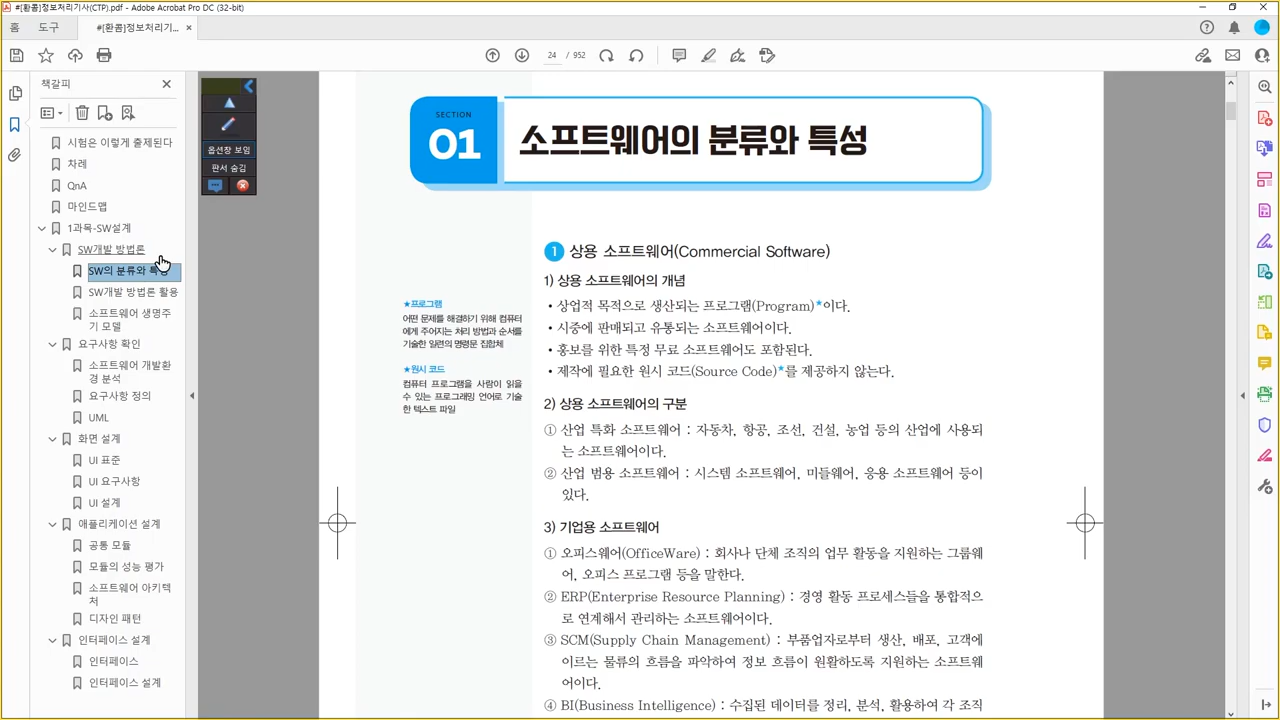 #[환콤]정보처리기사(CTP).pdf - Adobe Acrobat Pro DC (32-bit)
홈
도구
#[환콤]정보처리기...
24 / 952
책갈피
시험은 이렇게 출제된다
차례
QnA
마인드맵
1과목-SW설계
SW개발 방법론
SW의 분류와 특성
SW개발 방법론 활용
소프트웨어 생명주
기 모델
요구사항 확인
소프트웨어 개발환
경 분석
요구사항 정의
UML
화면 설계
UI 표준
UI 요구사항
UI 설계
애플리케이션 설계
공통 모듈
모듈의 성능 평가
소프트웨어 아키텍
처
디자인 패턴
인터페이스 설계
인터페이스
인터페이스 설계
옵션창 보임
판서 숨김
SECTION
01
소프트웨어의 분류와 특성
★프로그램
어떤 문제를 해결하기 위해 컴퓨터
에게 주어지는 처리 방법과 순서를
기술한 일련의 명령문 집합체
★원시 코드
컴퓨터 프로그램을 사람이 읽을
수 있는 프로그래밍 언어로 기술
한 텍스트 파일
1 상용 소프트웨어(Commercial Software)
1) 상용 소프트웨어의 개념
• 상업적 목적으로 생산되는 프로그램(Program)★이다.
• 시중에 판매되고 유통되는 소프트웨어이다.
• 홍보를 위한 특정 무료 소프트웨어도 포함된다.
• 제작에 필요한 원시 코드(Source Code)★를 제공하지 않는다.
2) 상용 소프트웨어의 구분
① 산업 특화 소프트웨어 : 자동차, 항공, 조선, 건설, 농업 등의 산업에 사용되
는 소프트웨어이다.
② 산업 범용 소프트웨어 : 시스템 소프트웨어, 미들웨어, 응용 소프트웨어 등이
있다.
3) 기업용 소프트웨어
① 오피스웨어(OfficeWare) : 회사나 단체 조직의 업무 활동을 지원하는 그룹웨
어, 오피스 프로그램 등을 말한다.
② ERP(Enterprise Resource Planning) : 경영 활동 프로세스들을 통합적으
로 연계해서 관리하는 소프트웨어이다.
③ SCM(Supply Chain Management) : 부품업자로부터 생산, 배포, 고객에
이르는 물류의 흐름을 파악하여 정보 흐름이 원활하도록 지원하는 소프트웨
어이다.
④ BI(Business Intelligence) : 수집된 데이터를 정리, 분석, 활용하여 각 조직